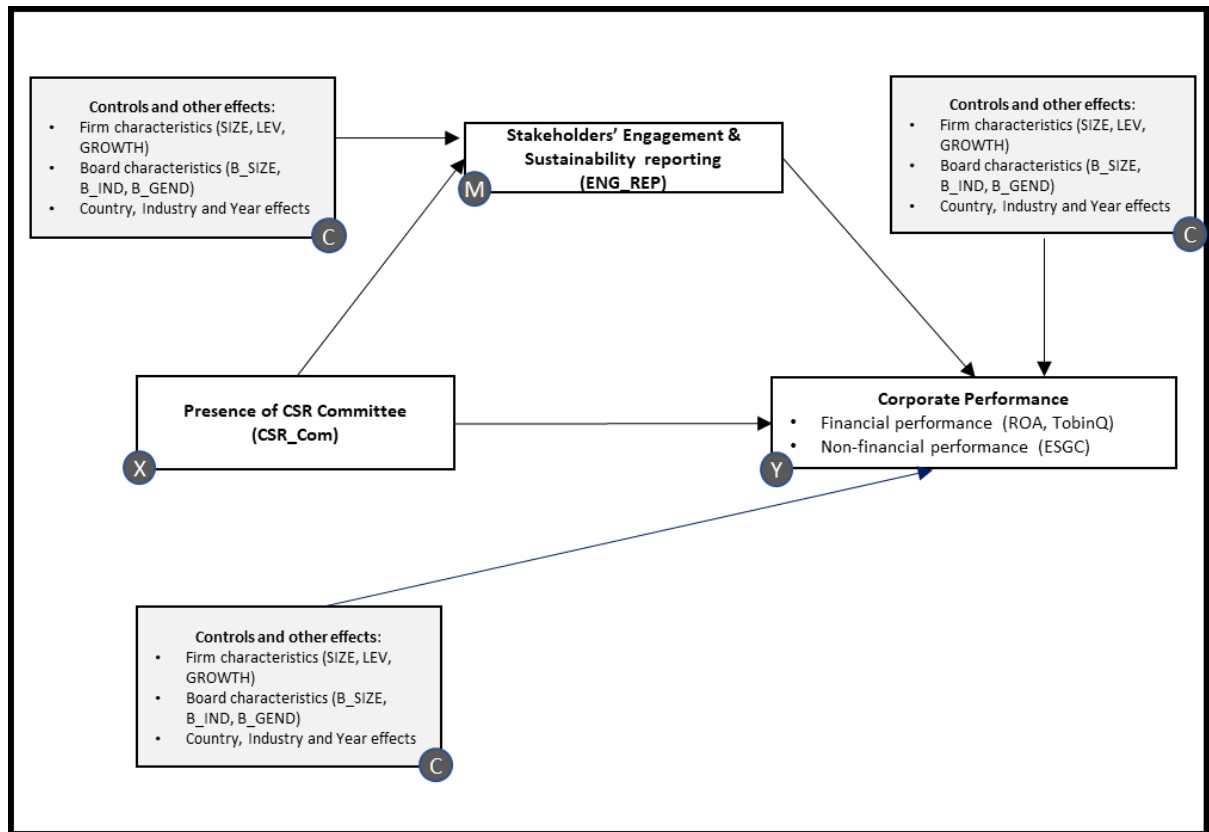 Controls and other effects:
• Firm characteristics (SIZE, LEV,
GROWTH)
• Board characteristics (B_SIZE,
B_IND, B_GEND)
• Country, Industry and Year effects
C
Stakeholders' Engagement &
Sustainability reporting
(ENG_REP)
M
Controls and other effects:
• Firm characteristics (SIZE, LEV,
GROWTH)
• Board characteristics (B_SIZE,
B_IND, B_GEND)
• Country, Industry and Year effects
C
Presence of CSR Committee
(CSR_Com)
X
Corporate Performance
• Financial performance (ROA, TobinQ)
• Non-financial performance (ESGC)
Y
Controls and other effects:
• Firm characteristics (SIZE, LEV,
GROWTH)
• Board characteristics (B_SIZE,
B_IND, B_GEND)
• Country, Industry and Year effects
C